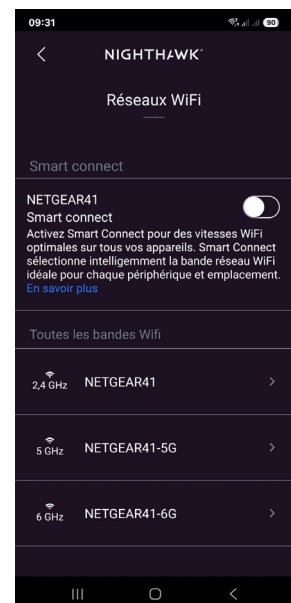 09:31
90
NIGHTHAWK
Réseaux WiFi
Smart connect
NETGEAR41
Smart connect
Activez Smart Connect pour des vitesses WiFi
optimales sur tous vos appareils. Smart Connect
sélectionne intelligemment la bande réseau WiFi
idéale pour chaque périphérique et emplacement.
En savoir plus
Toutes les bandes Wifi
2,4 GHz NETGEAR41
5 GHz NETGEAR41-5G
6 GHz NETGEAR41-6G